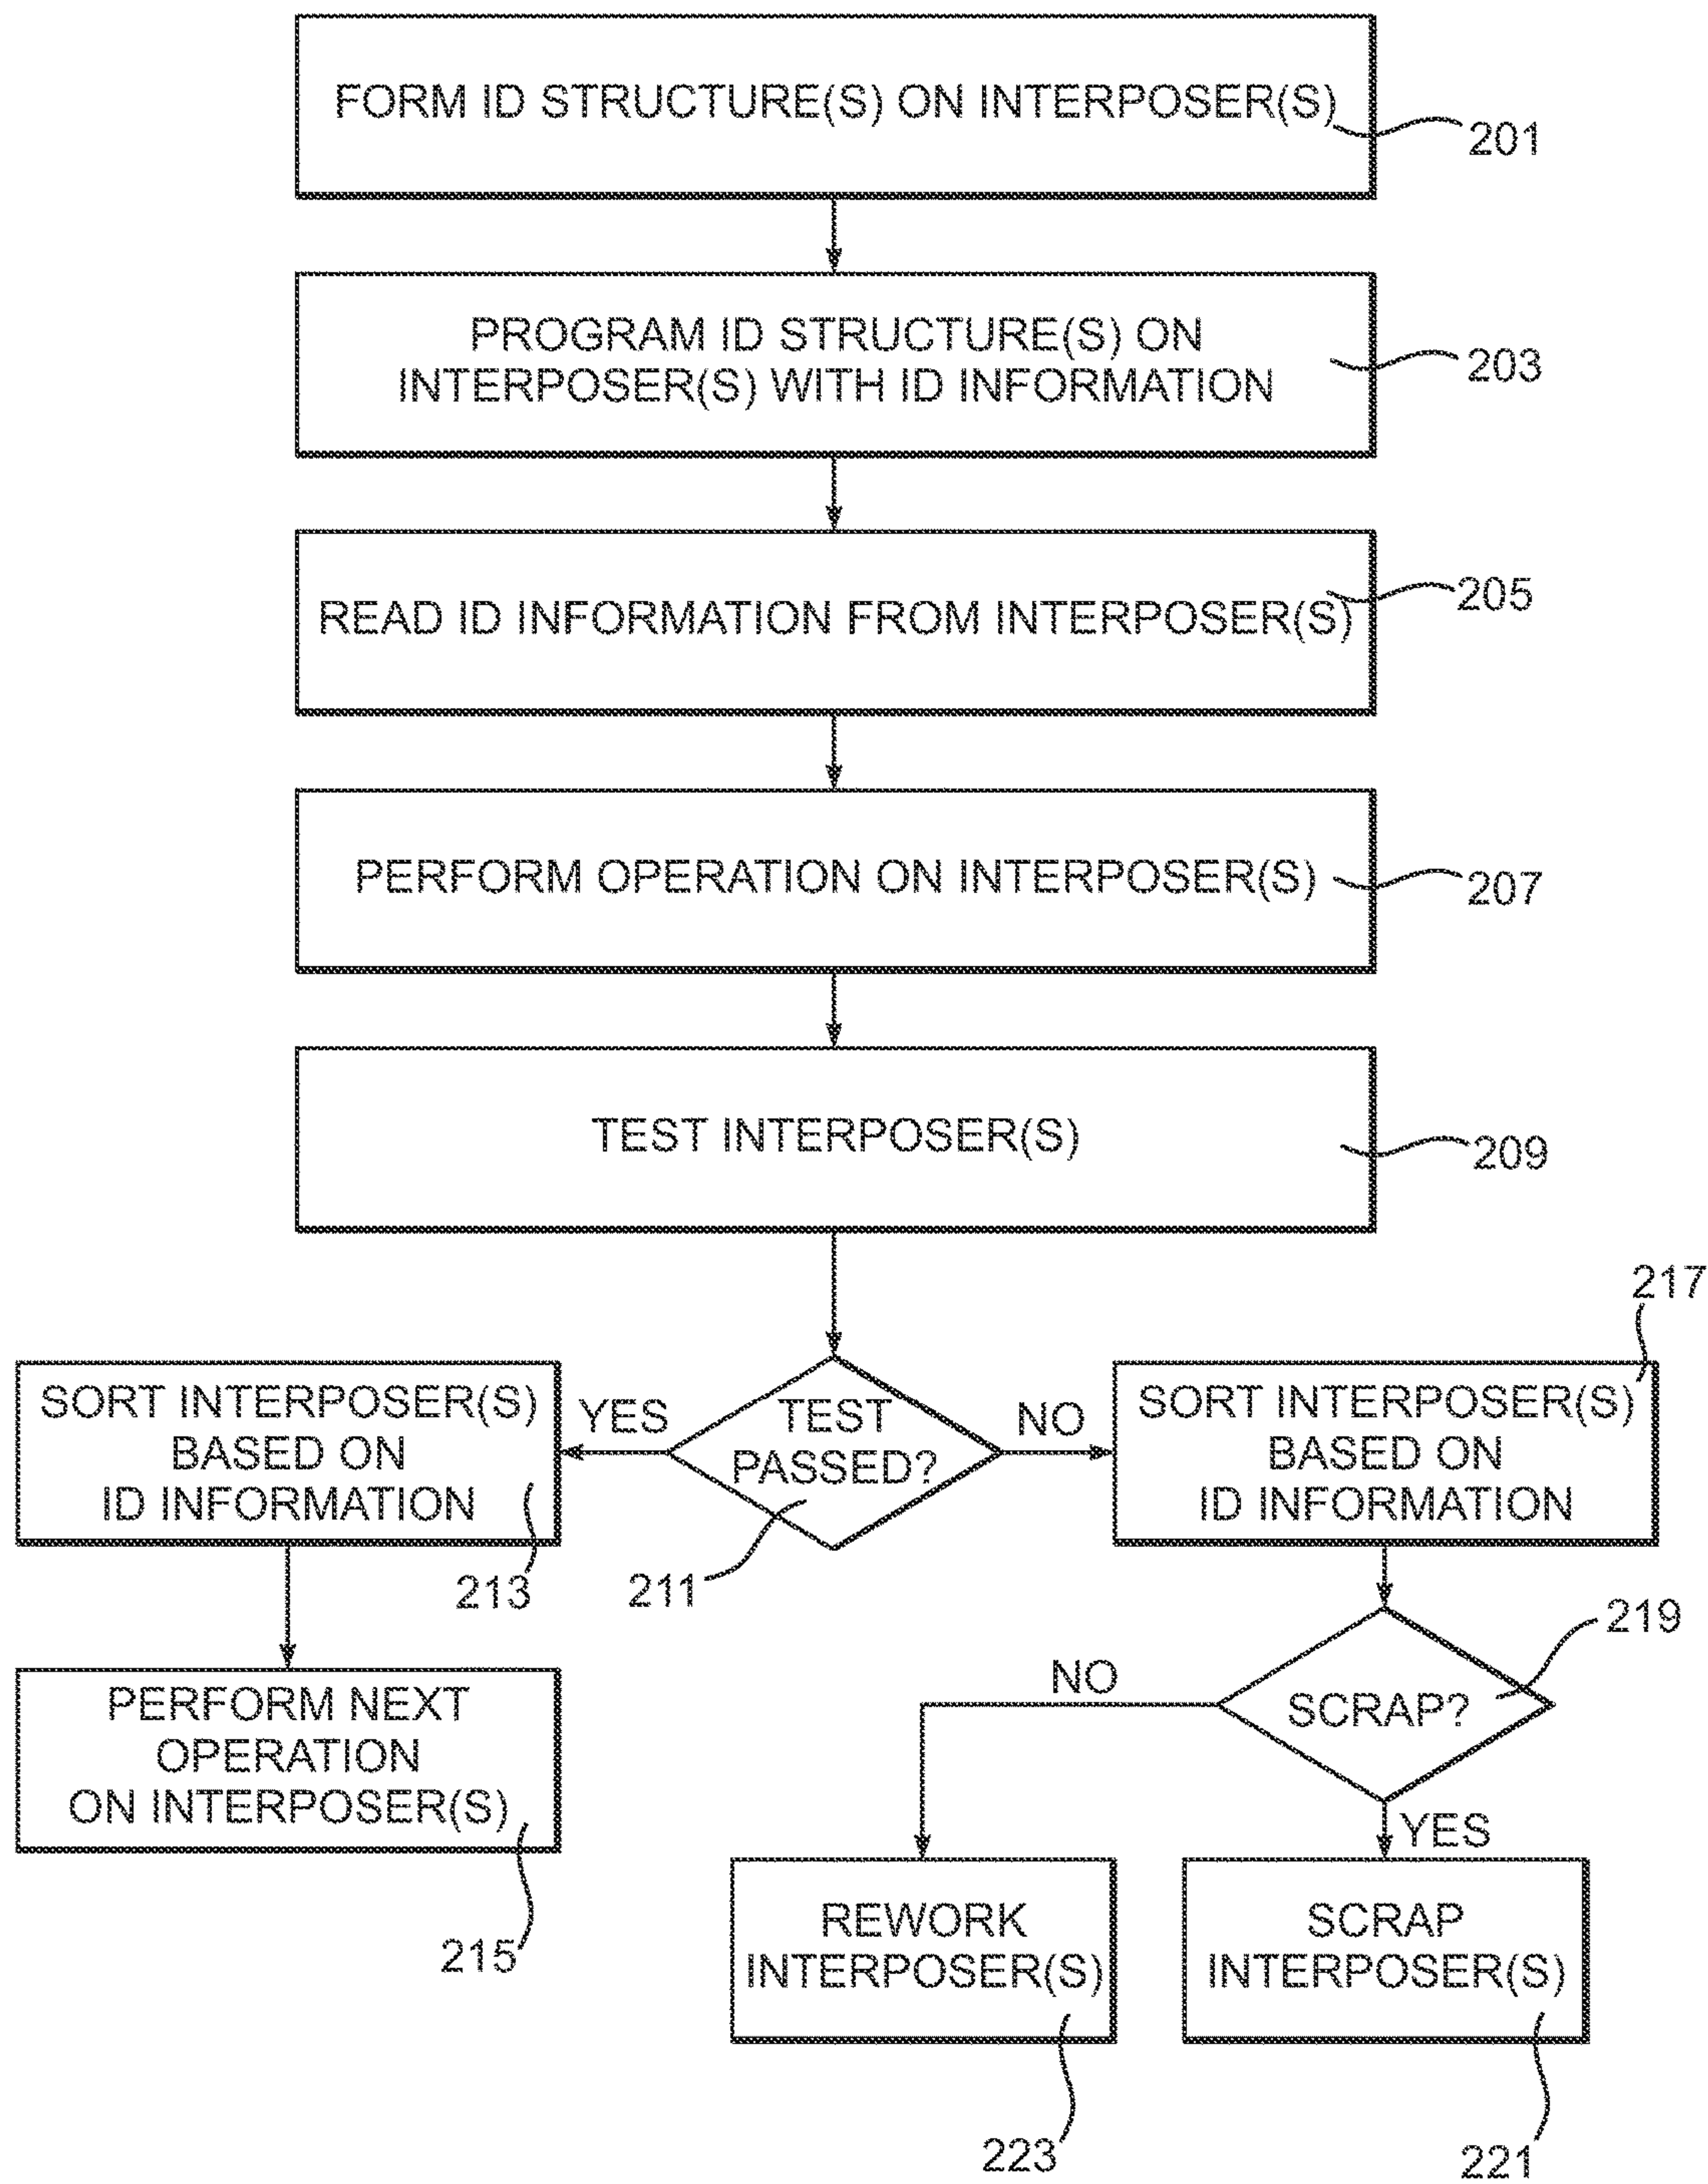 FORM ID STRUCTURE(S) ON INTERPOSER(S)
201
PROGRAM ID STRUCTURE(S) ON
INTERPOSER(S) WITH ID INFORMATION
203
READ ID INFORMATION FROM INTERPOSER(S)
205
PERFORM OPERATION ON INTERPOSER(S)
207
TEST INTERPOSER(S)
209
SORT INTERPOSER(S)
BASED ON
ID INFORMATION
213
YES
TEST
PASSED?
211
NO
217
SORT INTERPOSER(S)
BASED ON
ID INFORMATION
PERFORM NEXT
OPERATION
ON INTERPOSER(S)
215
NO
SCRAP?
219
YES
REWORK
INTERPOSER(S)
223
SCRAP
INTERPOSER(S)
221